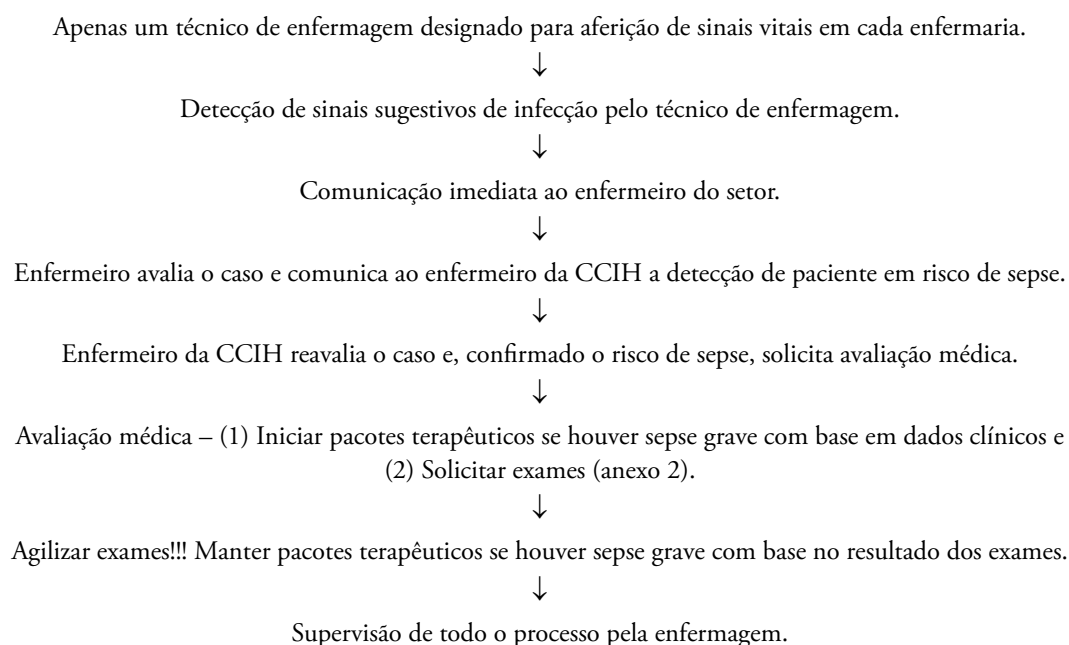 Apenas um técnico de enfermagem designado para aferição de sinais vitais em cada enfermaria.
↓
Detecção de sinais sugestivos de infecção pelo técnico de enfermagem.
↓
Comunicação imediata ao enfermeiro do setor.
↓
Enfermeiro avalia o caso e comunica ao enfermeiro da CCIH a detecção de paciente em risco de sepse.
↓
Enfermeiro da CCIH reavalia o caso e, confirmado o risco de sepse, solicita avaliação médica.
↓
Avaliação médica – (1) Iniciar pacotes terapêuticos se houver sepse grave com base em dados clínicos e
(2) Solicitar exames (anexo 2).
↓
Agilizar exames!!! Manter pacotes terapêuticos se houver sepse grave com base no resultado dos exames.
↓
Supervisão de todo o processo pela enfermagem.